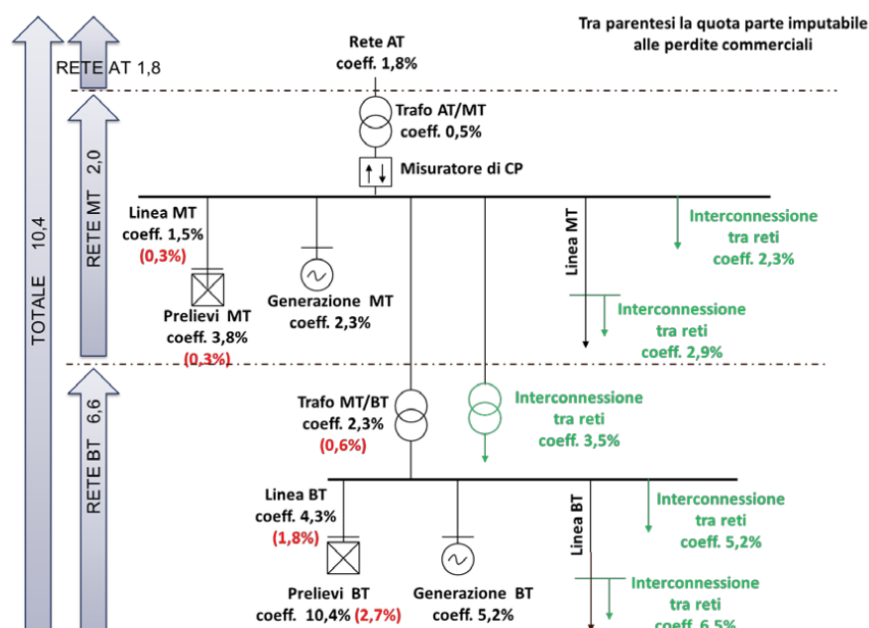 Tra parentesi la quota parte imputabile
alle perdite commerciali
TOTALE 10,4
RETE AT 1,8
RETE MT 2,0
RETE BT 6,6
Rete AT
coeff. 1,8%
Trafo AT/MT
coeff. 0,5%
Misuratore di CP
Linea MT
coeff. 1,5%
(0,3%)
Prelievi MT
coeff. 3,8%
(0,3%)
Generazione MT
coeff. 2,3%
Linea MT
Interconnessione
tra reti
coeff. 2,3%
Interconnessione
tra reti
coeff. 2,9%
Trafo MT/BT
coeff. 2,3%
(0,6%)
Interconnessione
tra reti
coeff. 3,5%
Linea BT
coeff. 4,3%
(1,8%)
Prelievi BT
coeff. 10,4% (2,7%)
Generazione BT
coeff. 5,2%
Linea BT
Interconnessione
tra reti
coeff. 5,2%
Interconnessione
tra reti
coeff. 6,5%